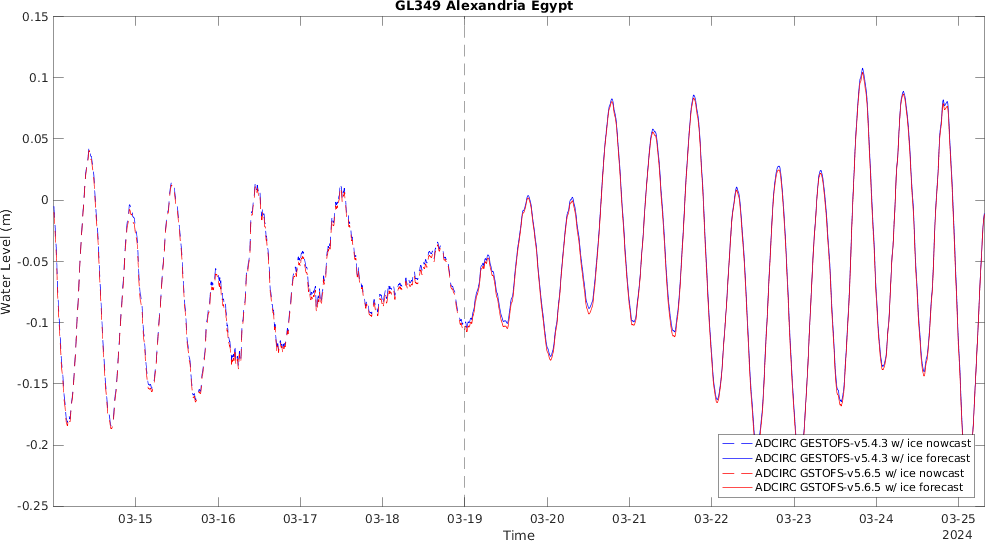 GL349 Alexandria Egypt
0.15
0.1
0.05
0
-0.05
-0.1
-0.15
-0.2
-0.25
Water Level (m)
ADCIRC GESTOFS-v5.4.3 w/ ice nowcast
ADCIRC GESTOFS-v5.4.3 w/ ice forecast
ADCIRC GSTOFS-v5.6.5 w/ ice nowcast
ADCIRC GSTOFS-v5.6.5 w/ ice forecast
03-15 03-16 03-17 03-18 03-19 03-20 03-21 03-22 03-23 03-24 03-25
Time
2024